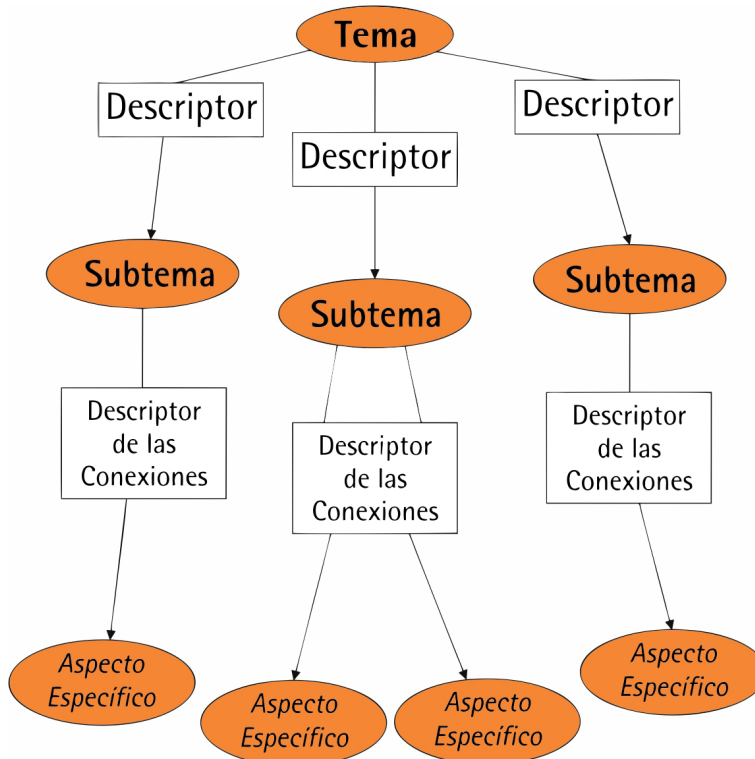 Tema
Descriptor
Descriptor
Descriptor
Subtema
Subtema
Subtema
Descriptor
de las
Conexiones
Descriptor
de las
Conexiones
Descriptor
de las
Conexiones
Aspecto
Específico
Aspecto
Específico
Aspecto
Específico
Aspecto
Específico